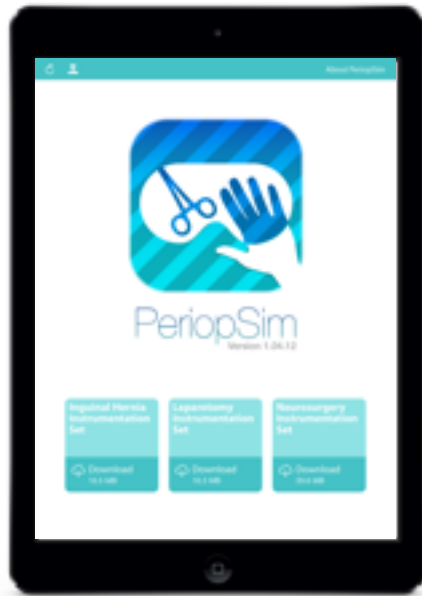 About PeriopSim
PeriopSim
Version 1.04.12
Inguinal Hernia
Instrumentation
Set
Download
Laparotomy
Instrumentation
Set
Download
Neurosurgery
Instrumentation
Set
Download